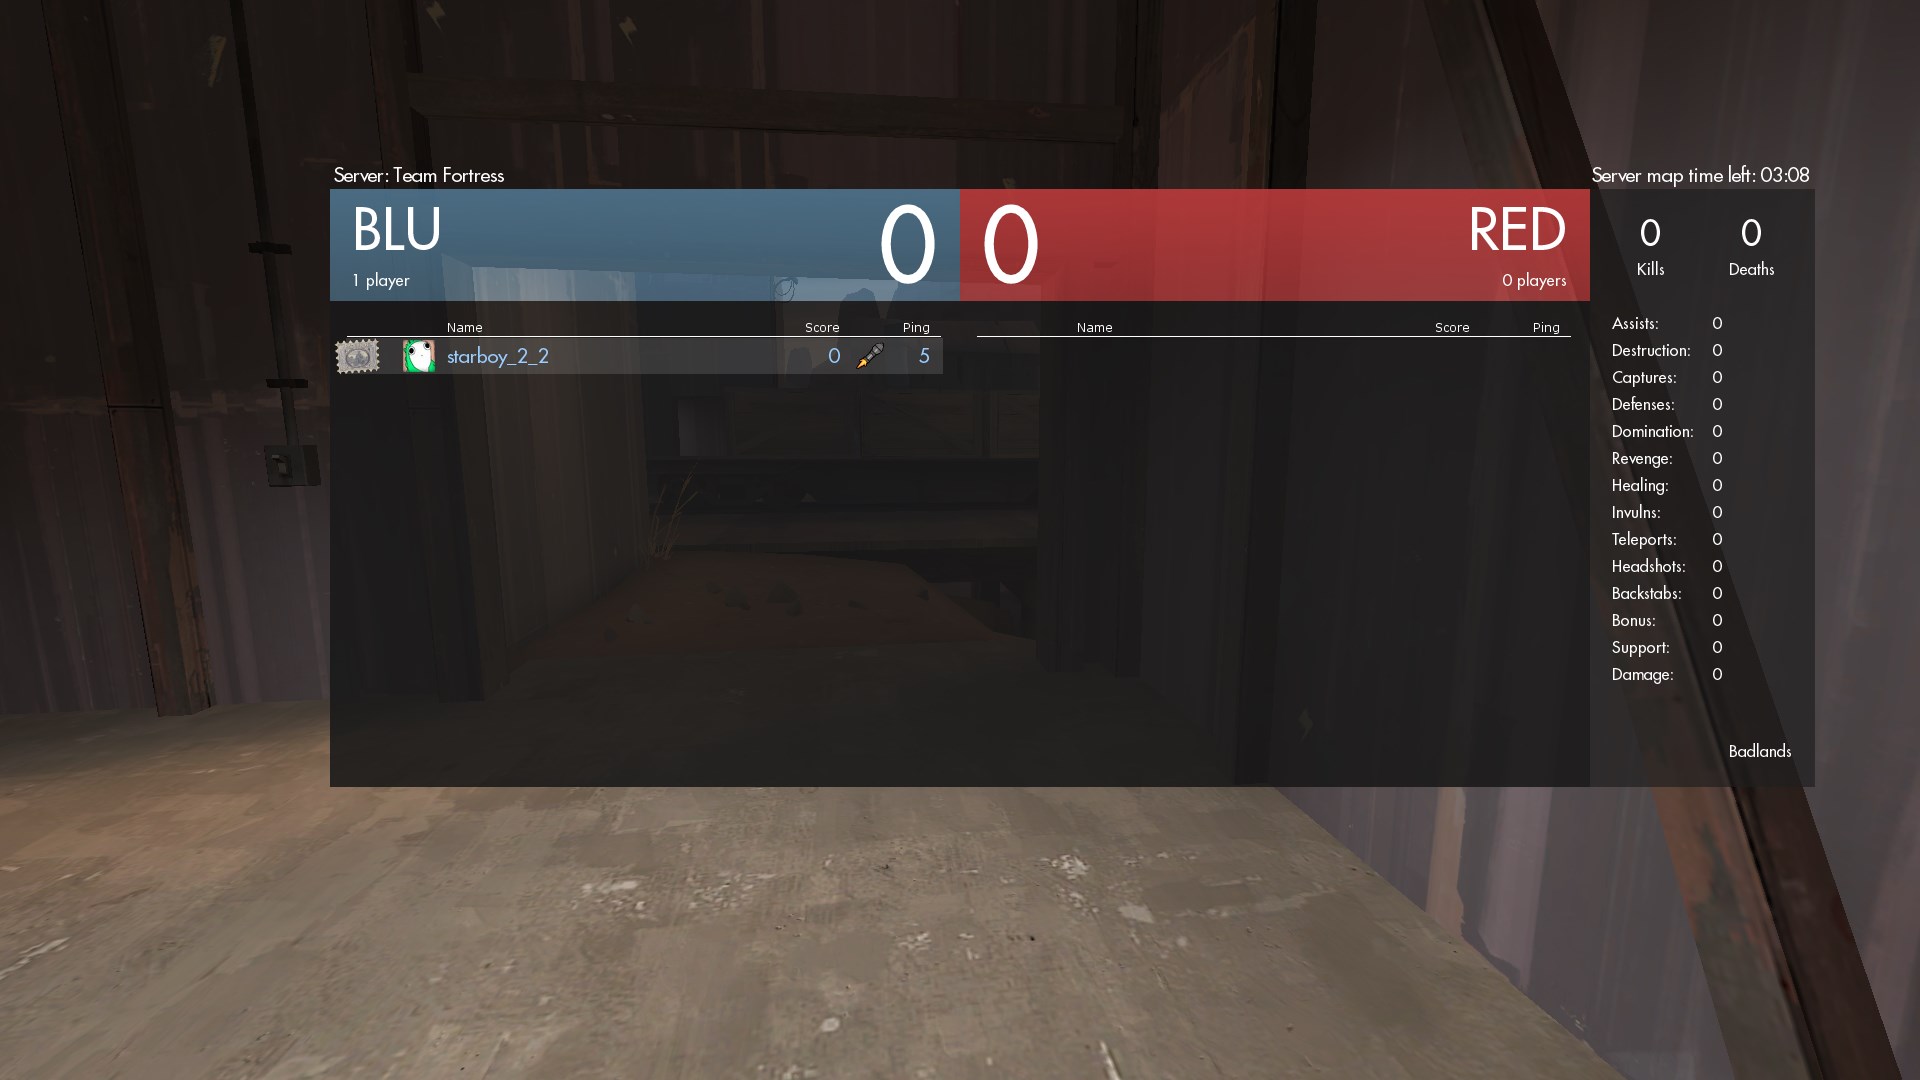 Server: Team Fortress
Server map time left: 03:08
BLU
0
0
RED
1 player
0 players
Name Score Ping
Name Score Ping
starboy_2_2 0 5
0 0
Kills Deaths
Assists: 0
Destruction: 0
Captures: 0
Defenses: 0
Domination: 0
Revenge: 0
Healing: 0
Invulns: 0
Teleports: 0
Headshots: 0
Backstabs: 0
Bonus: 0
Support: 0
Damage: 0
Badlands